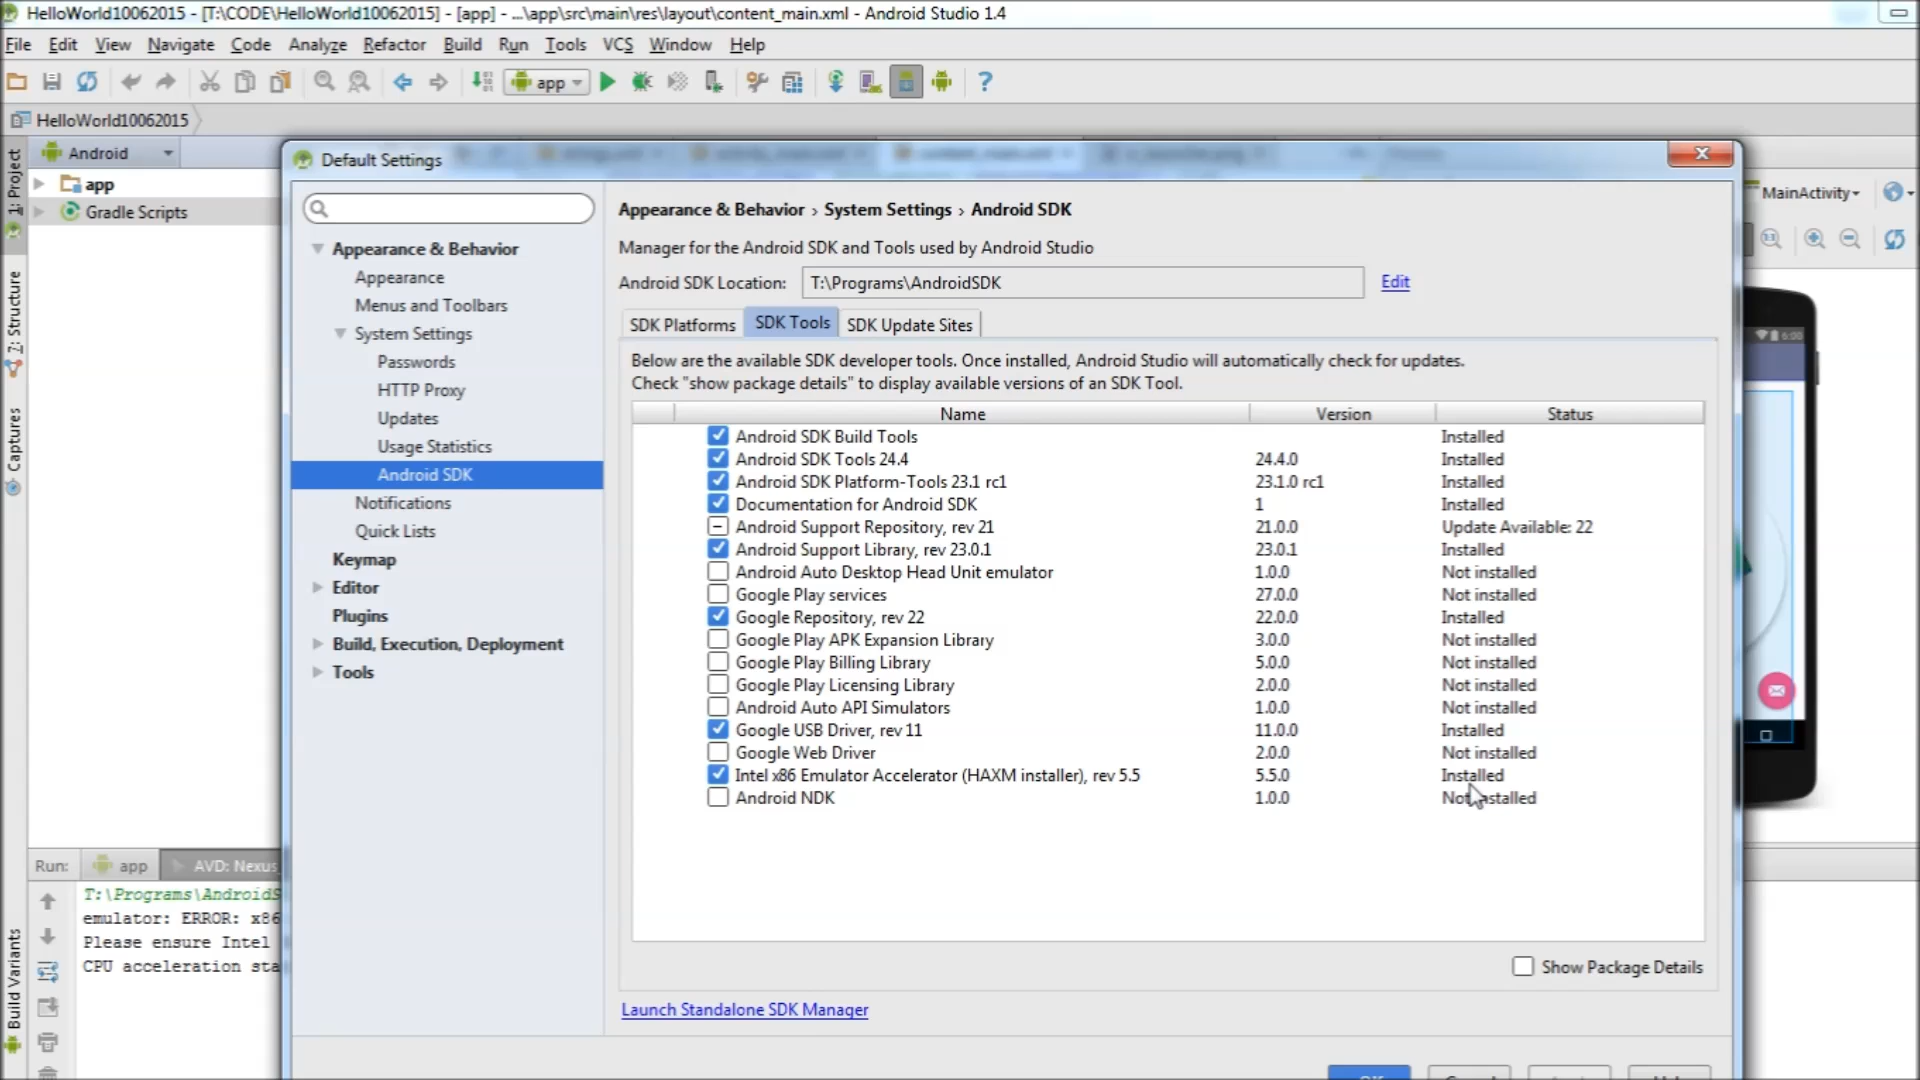 HelloWorld10062015 - [T:\CODE\HelloWorld10062015] - [app] - ...\app\src\main\res\layout\content_main.xml - Android Studio 1.4
File Edit View Navigate Code Analyze Refactor Build Run Tools VCS Window Help
app
HelloWorld10062015
Android
app
Gradle Scripts
1: Project
7: Structure
Captures
Build Variants
Default Settings
Appearance & Behavior
Appearance
Menus and Toolbars
System Settings
Passwords
HTTP Proxy
Updates
Usage Statistics
Android SDK
Notifications
Quick Lists
Keymap
Editor
Plugins
Build, Execution, Deployment
Tools
Appearance & Behavior › System Settings › Android SDK
Manager for the Android SDK and Tools used by Android Studio
Android SDK Location: T:\Programs\AndroidSDK Edit
SDK Platforms SDK Tools SDK Update Sites
Below are the available SDK developer tools. Once installed, Android Studio will automatically check for updates.
Check "show package details" to display available versions of an SDK Tool.
Name Version Status
Android SDK Build Tools Installed
Android SDK Tools 24.4 24.4.0 Installed
Android SDK Platform-Tools 23.1 rc1 23.1.0 rc1 Installed
Documentation for Android SDK 1 Installed
Android Support Repository, rev 21 21.0.0 Update Available: 22
Android Support Library, rev 23.0.1 23.0.1 Installed
Android Auto Desktop Head Unit emulator 1.0.0 Not installed
Google Play services 27.0.0 Not installed
Google Repository, rev 22 22.0.0 Installed
Google Play APK Expansion Library 3.0.0 Not installed
Google Play Billing Library 5.0.0 Not installed
Google Play Licensing Library 2.0.0 Not installed
Android Auto API Simulators 1.0.0 Not installed
Google USB Driver, rev 11 11.0.0 Installed
Google Web Driver 2.0.0 Not installed
Intel x86 Emulator Accelerator (HAXM installer), rev 5.5 5.5.0 Installed
Android NDK 1.0.0 Not installed
Show Package Details
Launch Standalone SDK Manager
MainActivity
6:00
Run: app AVD: Nexus
T:\Programs\AndroidS
emulator: ERROR: x86
Please ensure Intel
CPU acceleration sta